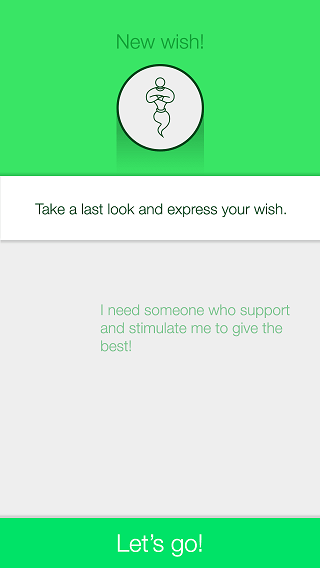 New wish!
Take a last look and express your wish.
I need someone who support
and stimulate me to give the
best!
Let's go!